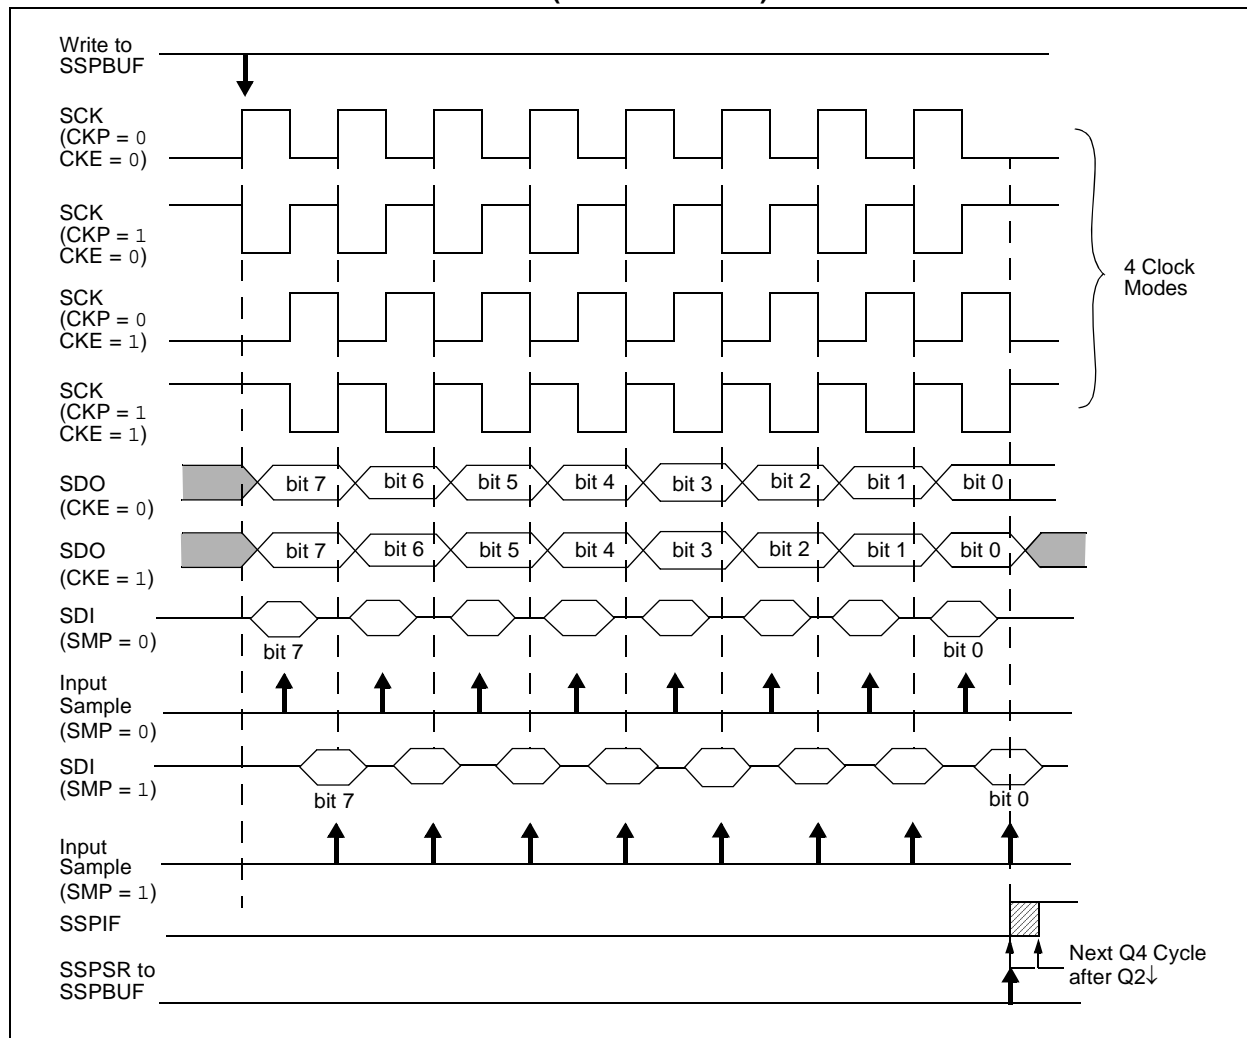 Write to
SSPBUF
SCK
(CKP = 0
CKE = 0)
SCK
(CKP = 1
CKE = 0)
4 Clock
Modes
SCK
(CKP = 0
CKE = 1)
SCK
(CKP = 1
CKE = 1)
SDO
(CKE = 0)
bit 7 bit 6 bit 5 bit 4 bit 3 bit 2 bit 1 bit 0
SDO
(CKE = 1)
bit 7 bit 6 bit 5 bit 4 bit 3 bit 2 bit 1 bit 0
SDI
(SMP = 0)
bit 7 bit 0
Input
Sample
(SMP = 0)
SDI
(SMP = 1)
bit 7 bit 0
Input
Sample
(SMP = 1)
SSPIF
Next Q4 Cycle
after Q2↓
SSPSR to
SSPBUF